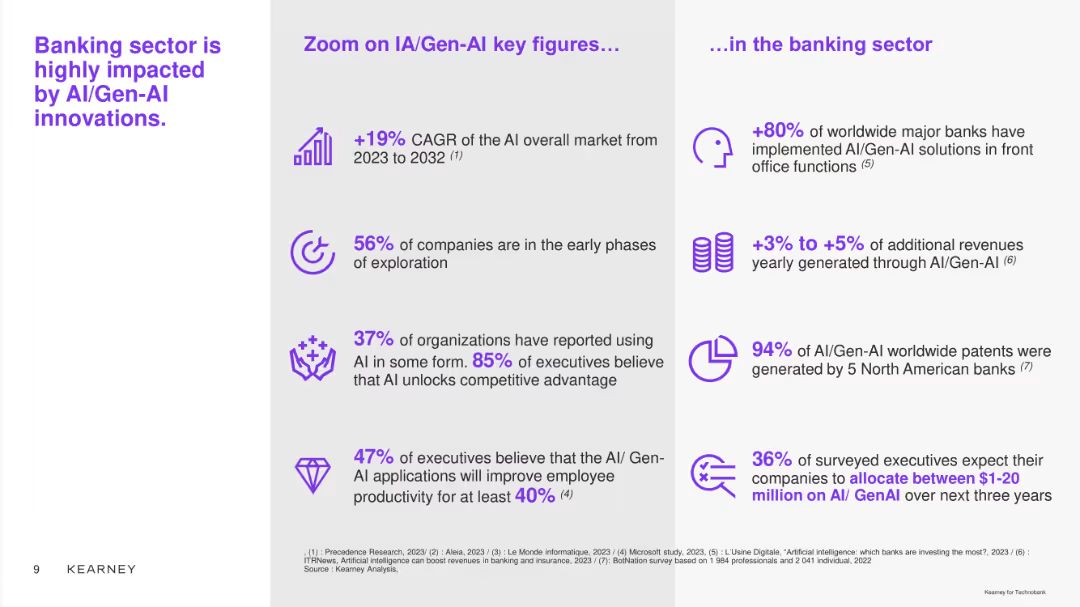 Banking sector is
highly impacted
by AI/Gen-AI
innovations.
Zoom on IA/Gen-AI key figures…
+19% CAGR of the AI overall market from
2023 to 2032 (1)
56% of companies are in the early phases
of exploration
37% of organizations have reported using
AI in some form. 85% of executives believe
that AI unlocks competitive advantage
47% of executives believe that the AI/ Gen-
AI applications will improve employee
productivity for at least 40% (4)
…in the banking sector
+80% of worldwide major banks have
implemented AI/Gen-AI solutions in front
office functions (5)
+3% to +5% of additional revenues
yearly generated through AI/Gen-AI (6)
94% of AI/Gen-AI worldwide patents were
generated by 5 North American banks (7)
36% of surveyed executives expect their
companies to allocate between $1-20
million on AI/ GenAI over next three years
, (1) : Precedence Research, 2023/ (2) : Aleia, 2023 / (3) : Le Monde informatique, 2023 / (4) Microsoft study, 2023, (5) : L'Usine Digitale, "Artificial intelligence: which banks are investing the most?, 2023 / (6) :
ITRNews, Artificial intelligence can boost revenues in banking and insurance, 2023 / (7): BotNation survey based on 1 984 professionals and 2 041 individual, 2022
Source : Kearney Analysis,
9 KEARNEY
Kearney for Technobank